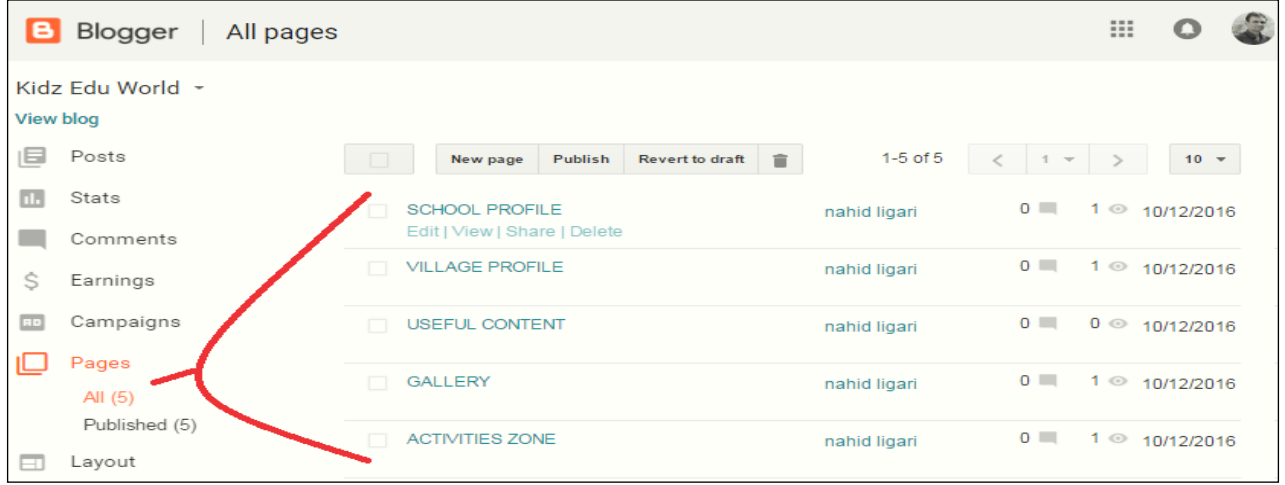 Blogger | All pages
Kidz Edu World
View blog
Posts
Stats
Comments
Earnings
AD Campaigns
Pages
All (5)
Published (5)
Layout
New page Publish Revert to draft 1-5 of 5 < 1 > 10
SCHOOL PROFILE nahid ligari 0 1 10/12/2016
Edit | View | Share | Delete
VILLAGE PROFILE nahid ligari 0 1 10/12/2016
USEFUL CONTENT nahid ligari 0 0 10/12/2016
GALLERY nahid ligari 0 1 10/12/2016
ACTIVITIES ZONE nahid ligari 0 1 10/12/2016